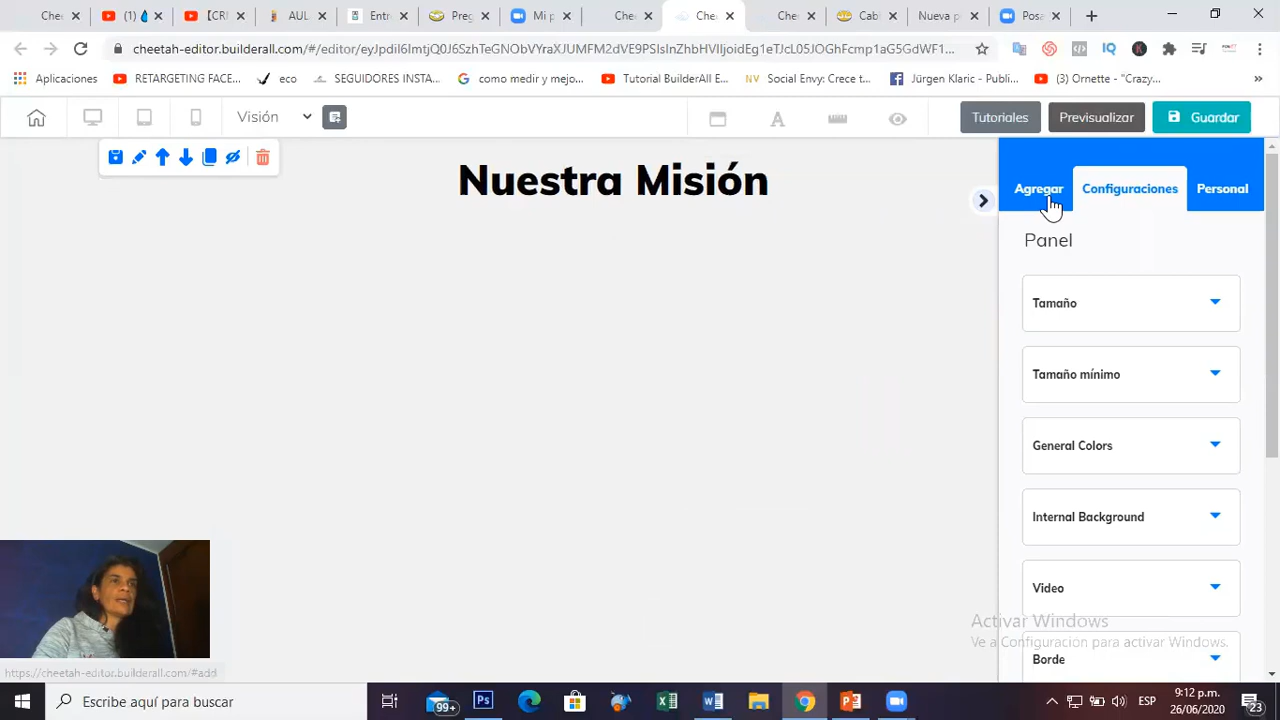 Che
(1)
[CRI
AUL
Entr
Preg
Mi p
Che
Che
Che
Cab
Nueva p
Posa
cheetah-editor.builderall.com/#/editor/eyJpdiI6ImtjQ0J6SzhTeGNObVYraXJUMFM2dVE9PSIsInZhbHVlIjoidEg1eTJcL05JOGhFcmp1aG5GdWF1...
Aplicaciones
RETARGETING FACE...
eco
SEGUIDORES INSTA...
como medir y mejo...
Tutorial BuilderAll E...
Social Envy: Crece t...
Jürgen Klaric - Publi...
(3) Ornette - "Crazy...
»
Visión
Tutoriales
Previsualizar
Guardar
Nuestra Misión
Agregar
Configuraciones
Personal
Panel
Tamaño
Tamaño mínimo
General Colors
Internal Background
Video
Activar Windows
Ve a Configuración para activar Windows.
Borde
https://cheetah-editor.builderall.com/#add
Escribe aquí para buscar
99+
ESP
9:12 p.m.
26/06/2020
23